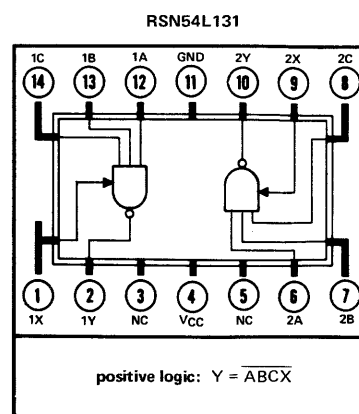 RSN54L131
1C 1B 1A GND 2Y 2X 2C
14 13 12 11 10 9 8
1 2 3 4 5 6 7
1X 1Y NC VCC NC 2A 2B
positive logic: Y = ABCX